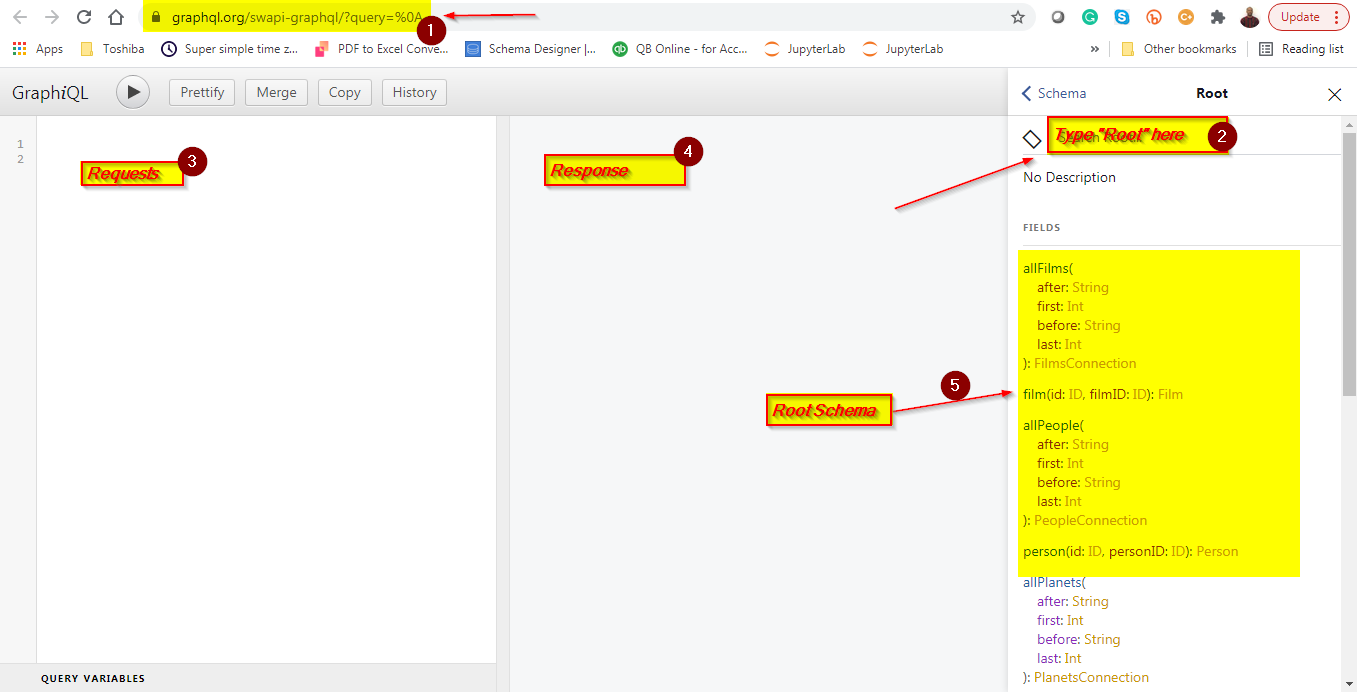 graphql.org/swapi-graphql/?query=%0A
1
Update
Apps
Toshiba
Super simple time z...
PDF to Excel Conve...
Schema Designer |...
QB Online - for Acc...
JupyterLab
JupyterLab
»
Other bookmarks
Reading list
GraphiQL
Prettify
Merge
Copy
History
Schema
Root
Type "Root" here
2
1
2
Requests
3
Response
4
No Description
FIELDS
allFilms(
after: String
first: Int
before: String
last: Int
): FilmsConnection
film(id: ID, filmID: ID): Film
Root Schema
5
allPeople(
after: String
first: Int
before: String
last: Int
): PeopleConnection
person(id: ID, personID: ID): Person
allPlanets(
after: String
first: Int
before: String
last: Int
): PlanetsConnection
QUERY VARIABLES